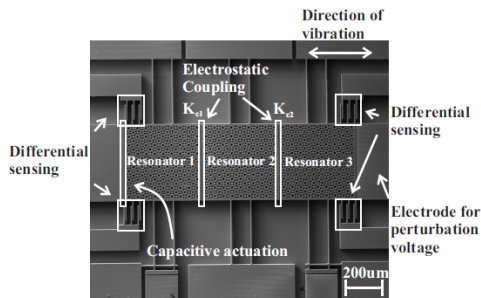 Direction of
vibration
Electrostatic
Coupling
Kc1
Kc2
Differential
sensing
Differential
sensing
Resonator 1
Resonator 2
Resonator 3
Electrode for
perturbation
voltage
Capacitive actuation
200um